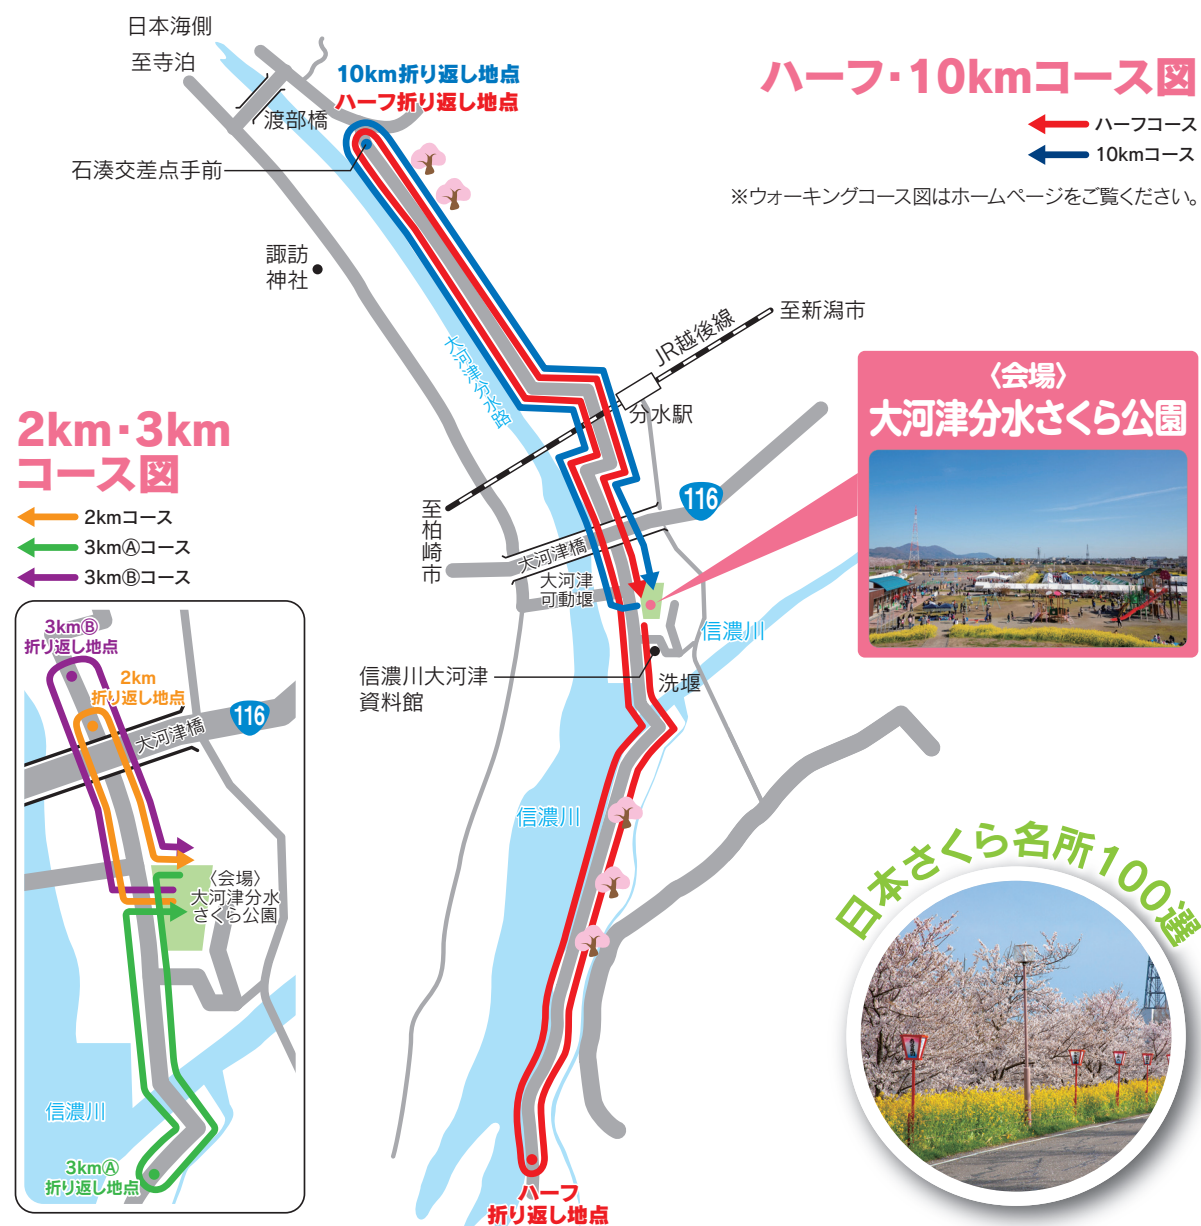 日本海側
至寺泊
渡部橋
10km折り返し地点
ハーフ折り返し地点
石湊交差点手前
諏訪
神社
ハーフ・10kmコース図
ハーフコース
10kmコース
※ウォーキングコース図はホームページをご覧ください。
大河津分水路
JR越後線
至新潟市
分水駅
116
至柏崎市
大河津橋
大河津
可動堰
信濃川
信濃川大河津
資料館
洗堰
信濃川
ハーフ
折り返し地点
〈会場〉
大河津分水さくら公園
2km・3km
コース図
2kmコース
3kmⒶコース
3kmⒷコース
3kmⒷ
折り返し地点
2km
折り返し地点
116
大河津橋
〈会場〉
大河津分水
さくら公園
信濃川
3kmⒶ
折り返し地点
日本さくら名所100選